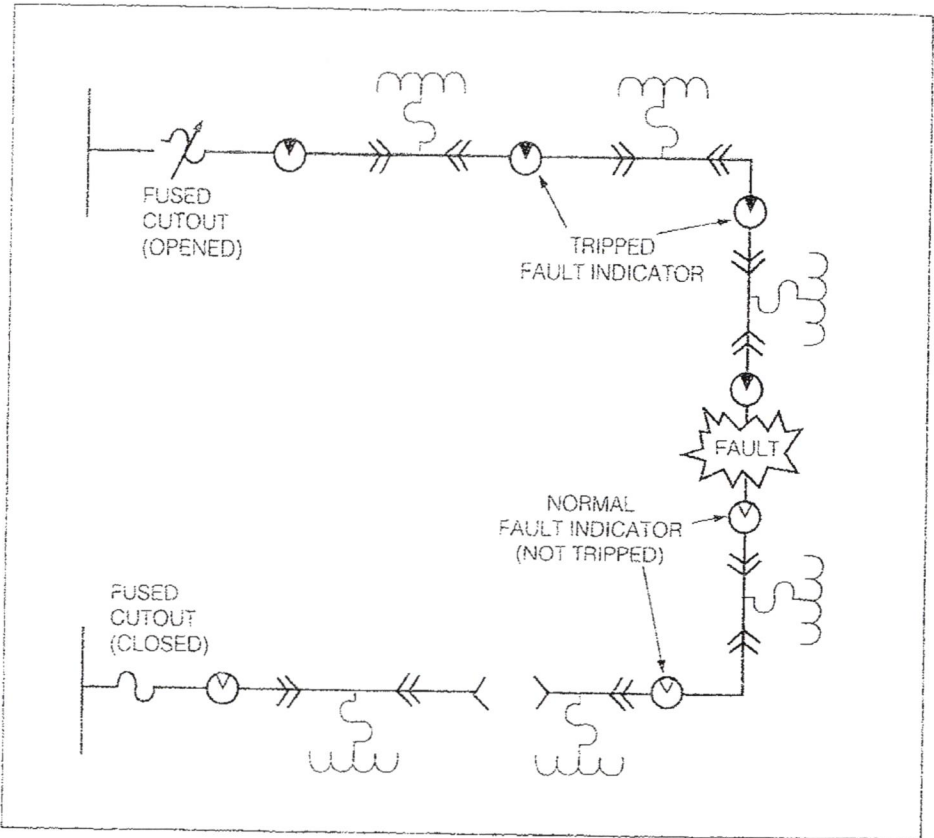 FUSED
CUTOUT
(OPENED)
TRIPPED
FAULT INDICATOR
FAULT
NORMAL
FAULT INDICATOR
(NOT TRIPPED)
FUSED
CUTOUT
(CLOSED)